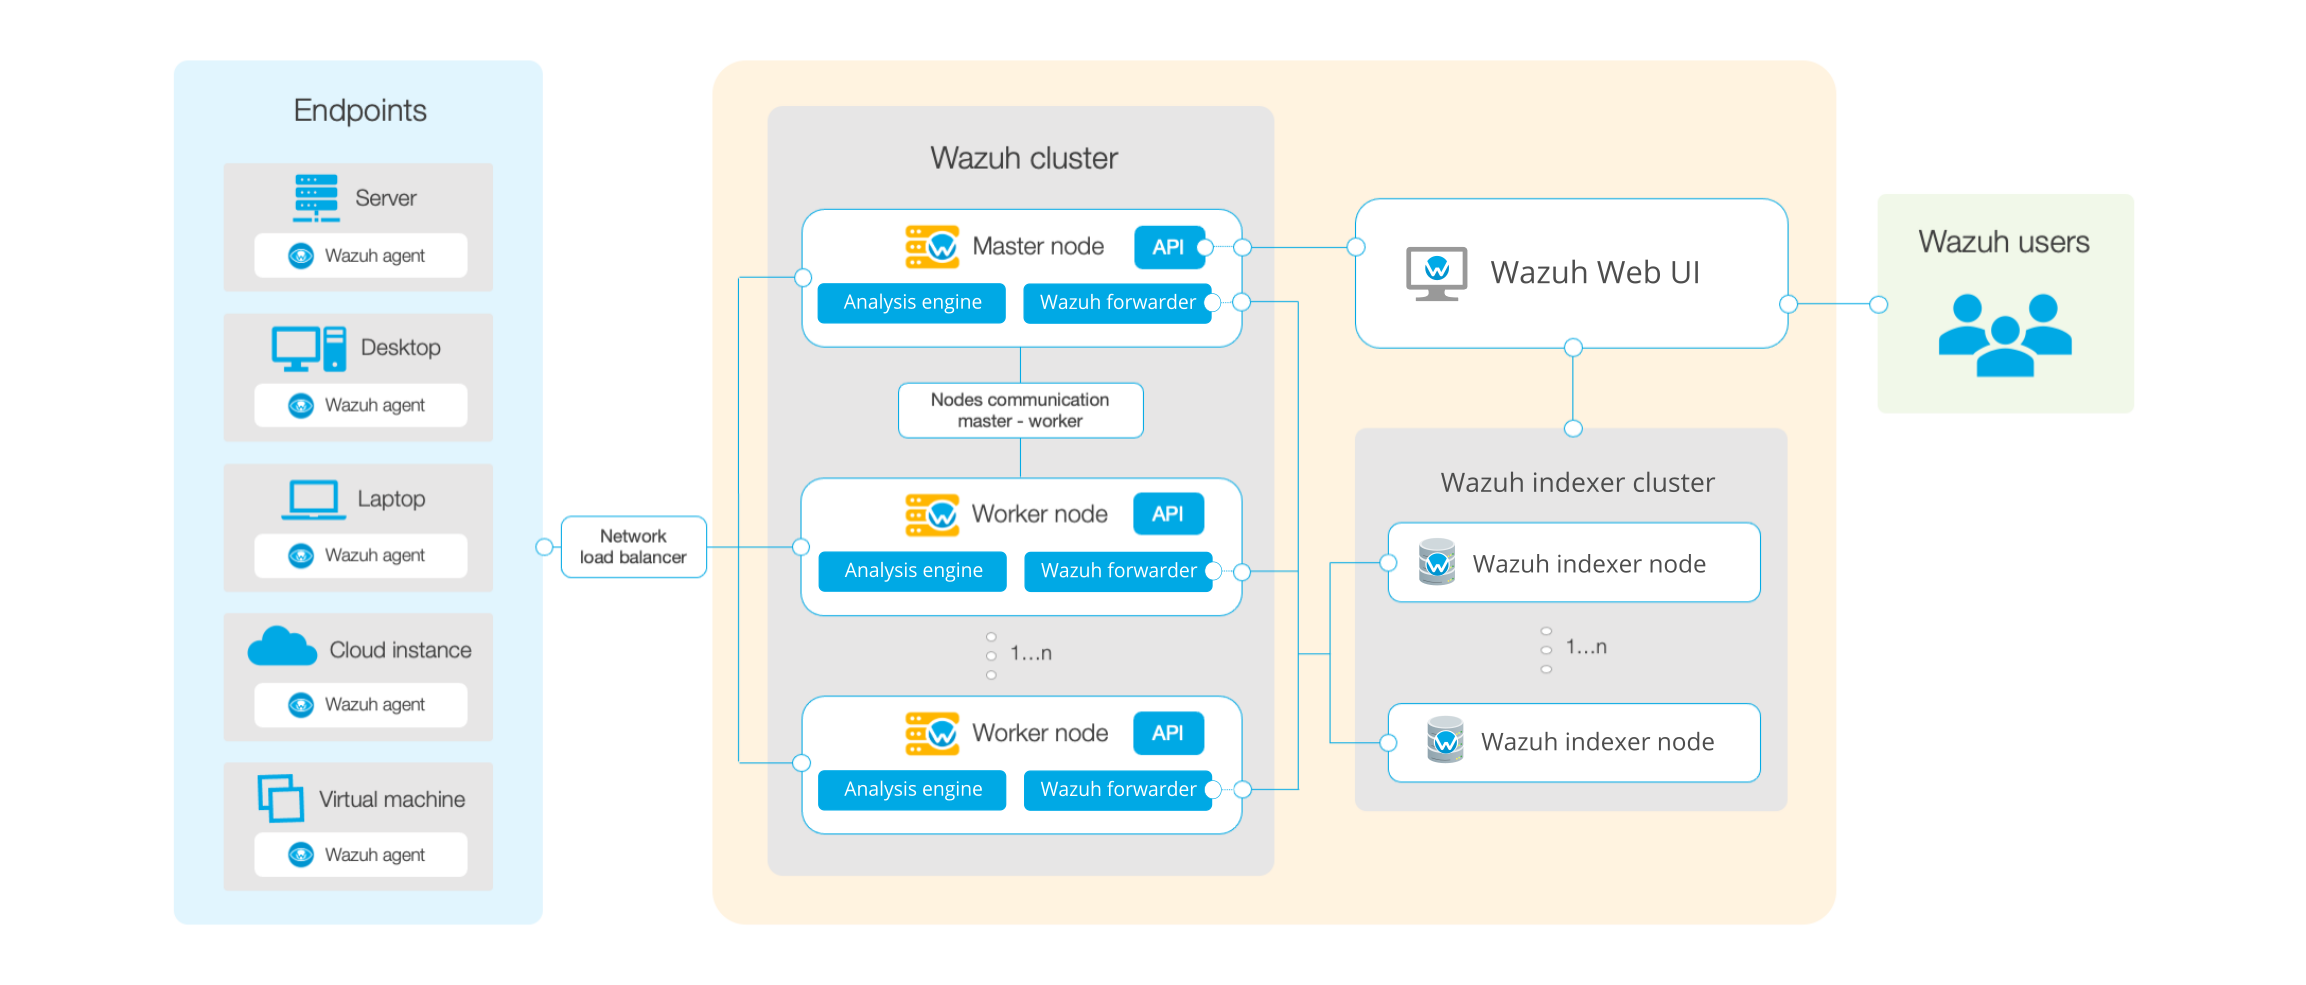 Endpoints
Server
Wazuh agent
Desktop
Wazuh agent
Laptop
Wazuh agent
Cloud instance
Wazuh agent
Virtual machine
Wazuh agent
Network
load balancer
Wazuh cluster
Master node
API
Analysis engine
Wazuh forwarder
Nodes communication
master - worker
Worker node
API
Analysis engine
Wazuh forwarder
1...n
Worker node
API
Analysis engine
Wazuh forwarder
Wazuh Web UI
Wazuh indexer cluster
Wazuh indexer node
1...n
Wazuh indexer node
Wazuh users